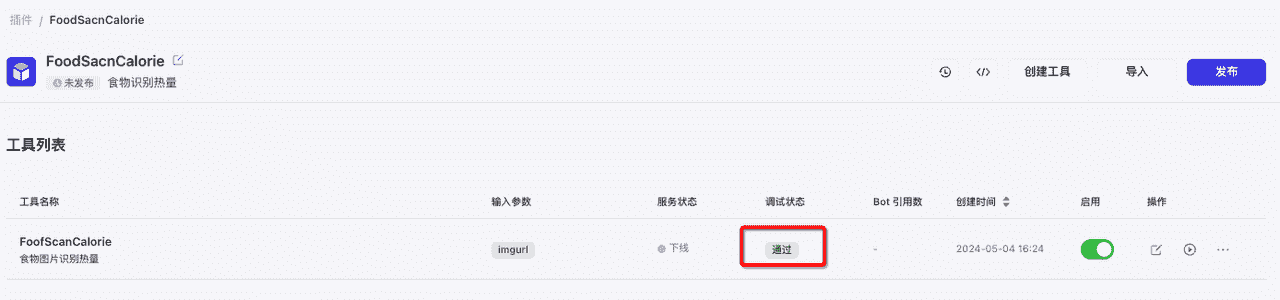 插件 / FoodSacnCalorie
FoodSacnCalorie
未发布 食物识别热量
</> 创建工具 导入 发布
工具列表
工具名称 输入参数 服务状态 调试状态 Bot 引用数 创建时间 启用 操作
FoofScanCalorie
食物图片识别热量
imgurl 下线 通过 - 2024-05-04 16:24